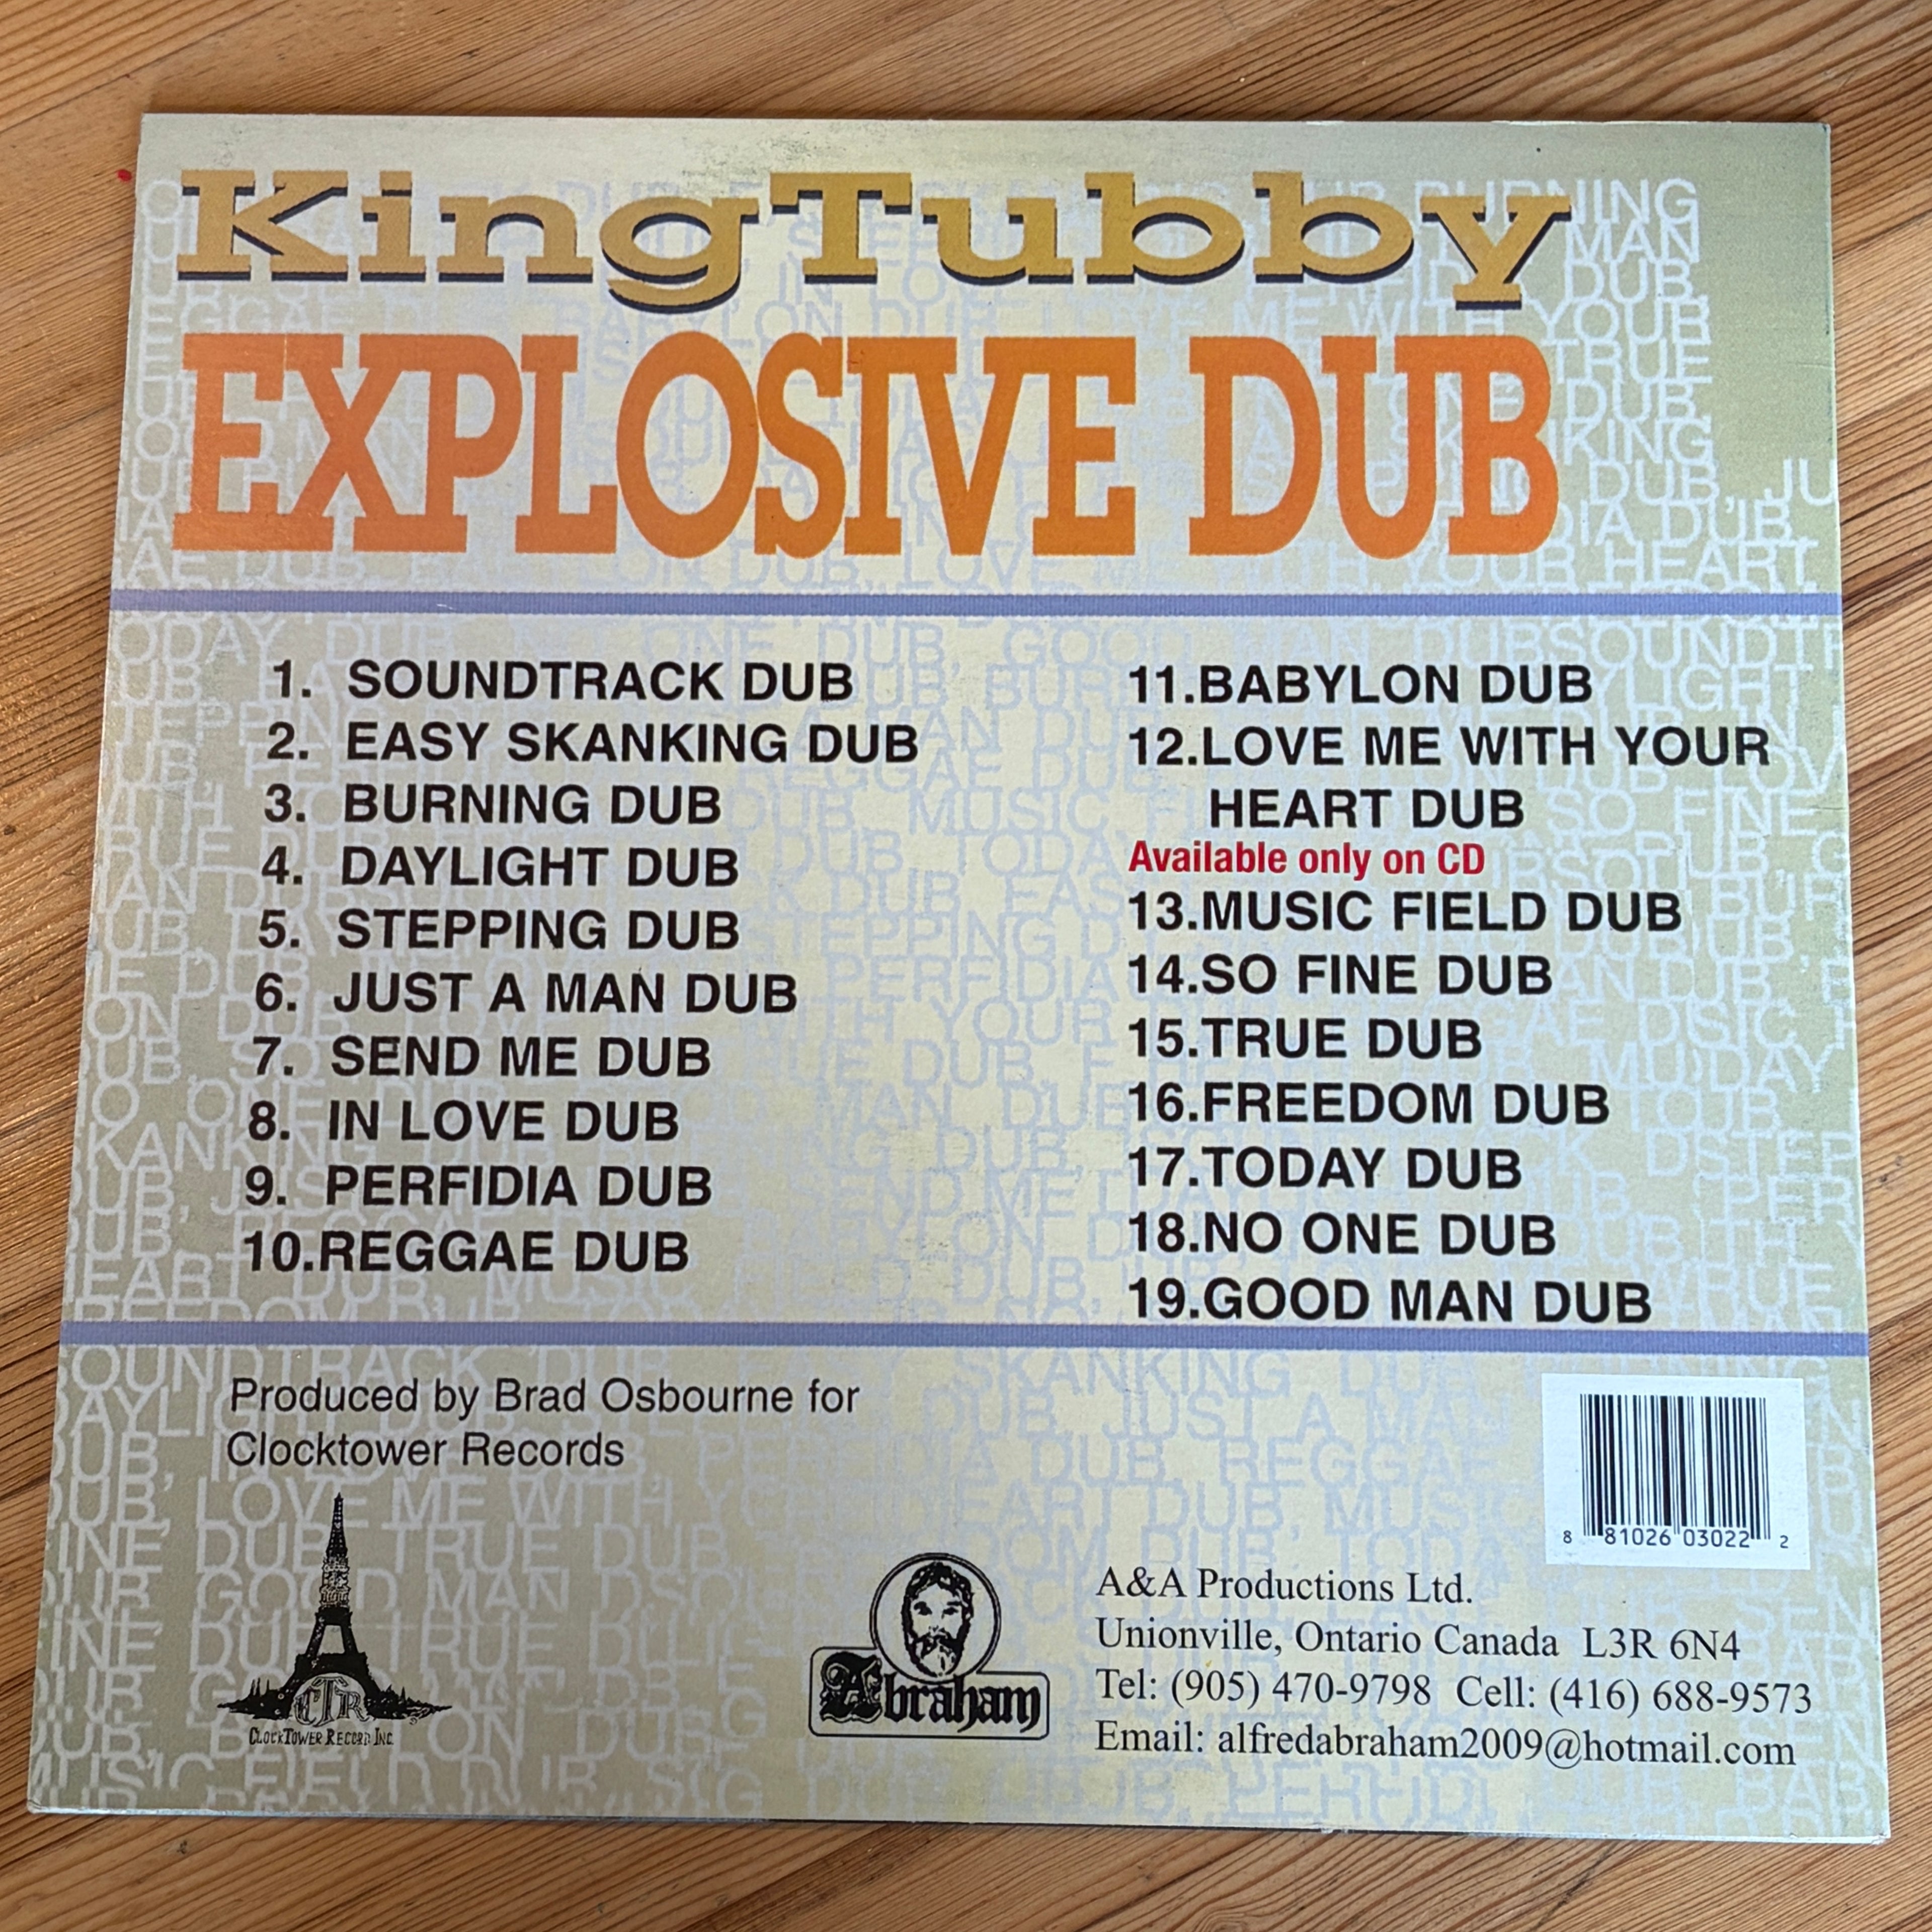 King Tubby
EXPLOSIVE DUB
1. SOUNDTRACK DUB
2. EASY SKANKING DUB
3. BURNING DUB
4. DAYLIGHT DUB
5. STEPPING DUB
6. JUST A MAN DUB
7. SEND ME DUB
8. IN LOVE DUB
9. PERFIDIA DUB
10.REGGAE DUB
11.BABYLON DUB
12.LOVE ME WITH YOUR
HEART DUB
Available only on CD
13.MUSIC FIELD DUB
14.SO FINE DUB
15.TRUE DUB
16.FREEDOM DUB
17.TODAY DUB
18.NO ONE DUB
19.GOOD MAN DUB
Produced by Brad Osbourne for
Clocktower Records
CTR
CLOCKTOWER RECORD INC.
Abraham
8 81026 03022 2
A&A Productions Ltd.
Unionville, Ontario Canada L3R 6N4
Tel: (905) 470-9798 Cell: (416) 688-9573
Email: alfredabraham2009@hotmail.com